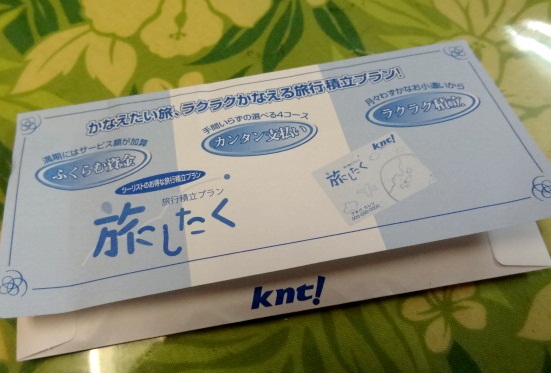 かなえたい旅、ラクラクかなえる旅行積立プラン!
満期にはサービス額が加算
ふくらむ資金
手間いらずの選べる4コース
カンタン支払い
月々わずかなお小遣いから
ラクラク積立
ツーリストのお得な旅行積立プラン
旅行積立プラン
旅にしたく
knt!
旅にしたく
knt!